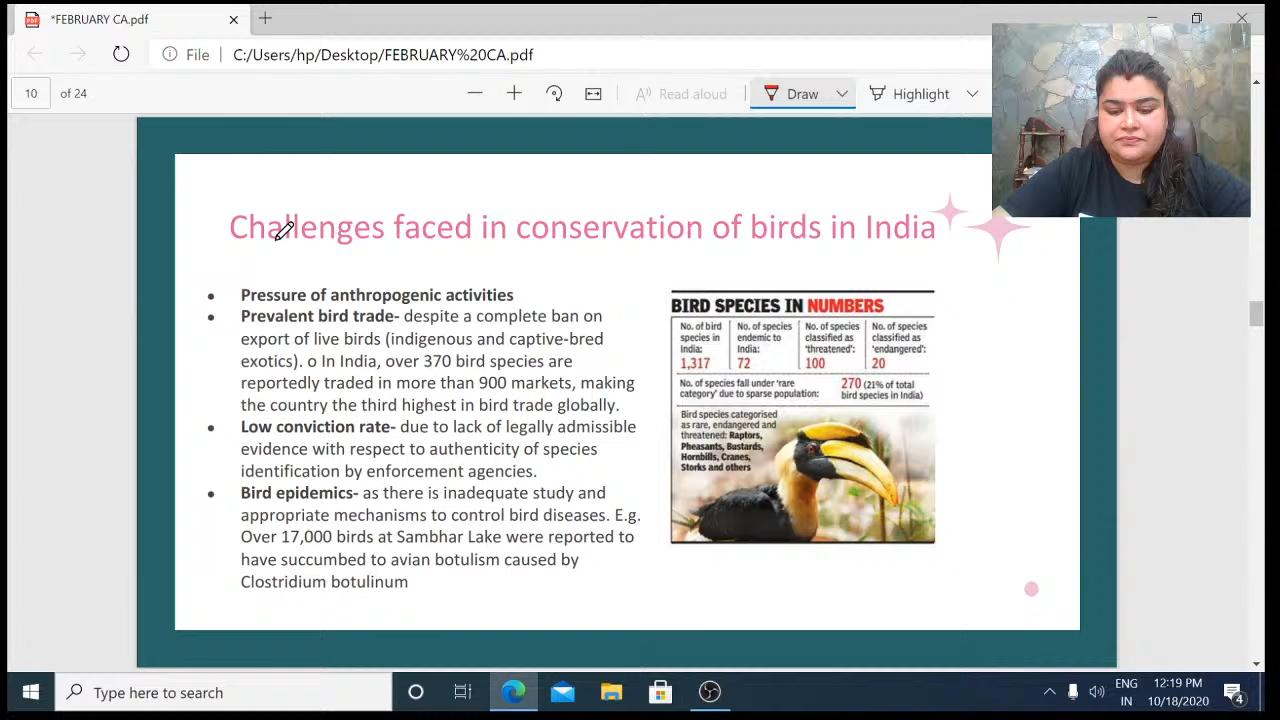 *FEBRUARY CA.pdf
File C:/Users/hp/Desktop/FEBRUARY%20CA.pdf
10 of 24 Read aloud Draw Highlight
Challenges faced in conservation of birds in India
• Pressure of anthropogenic activities
• Prevalent bird trade- despite a complete ban on
export of live birds (indigenous and captive-bred
exotics). o In India, over 370 bird species are
reportedly traded in more than 900 markets, making
the country the third highest in bird trade globally.
• Low conviction rate- due to lack of legally admissible
evidence with respect to authenticity of species
identification by enforcement agencies.
• Bird epidemics- as there is inadequate study and
appropriate mechanisms to control bird diseases. E.g.
Over 17,000 birds at Sambhar Lake were reported to
have succumbed to avian botulism caused by
Clostridium botulinum
BIRD SPECIES IN NUMBERS
No. of bird
species in
India:
1,317
No. of species
endemic to
India:
72
No. of species
classified as
'threatened':
100
No. of species
classified as
'endangered':
20
No. of species fall under 'rare
category' due to sparse population:
270 (21% of total
bird species in India)
Bird species categorised
as rare, endangered and
threatened: Raptors,
Pheasants, Bustards,
Hornbills, Cranes,
Storks and others
Type here to search
ENG
IN
12:19 PM
10/18/2020
4